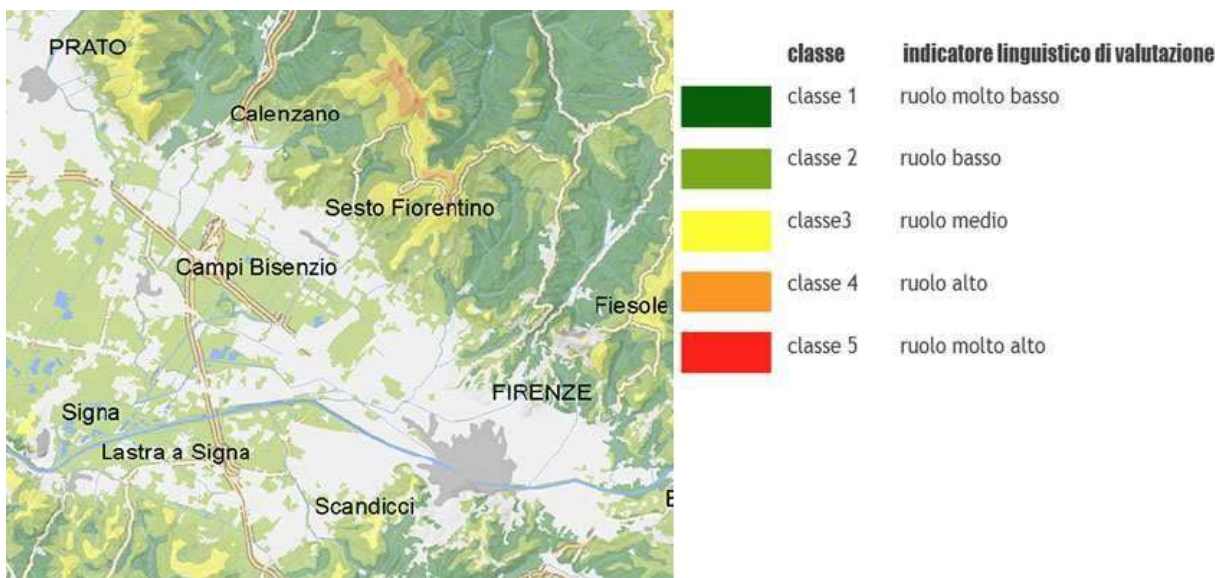 PRATO
Calenzano
Sesto Fiorentino
Campi Bisenzio
Fiesole
FIRENZE
Signa
Lastra a Signa
Scandicci
classe indicatore linguistico di valutazione
classe 1 ruolo molto basso
classe 2 ruolo basso
classe3 ruolo medio
classe 4 ruolo alto
classe 5 ruolo molto alto